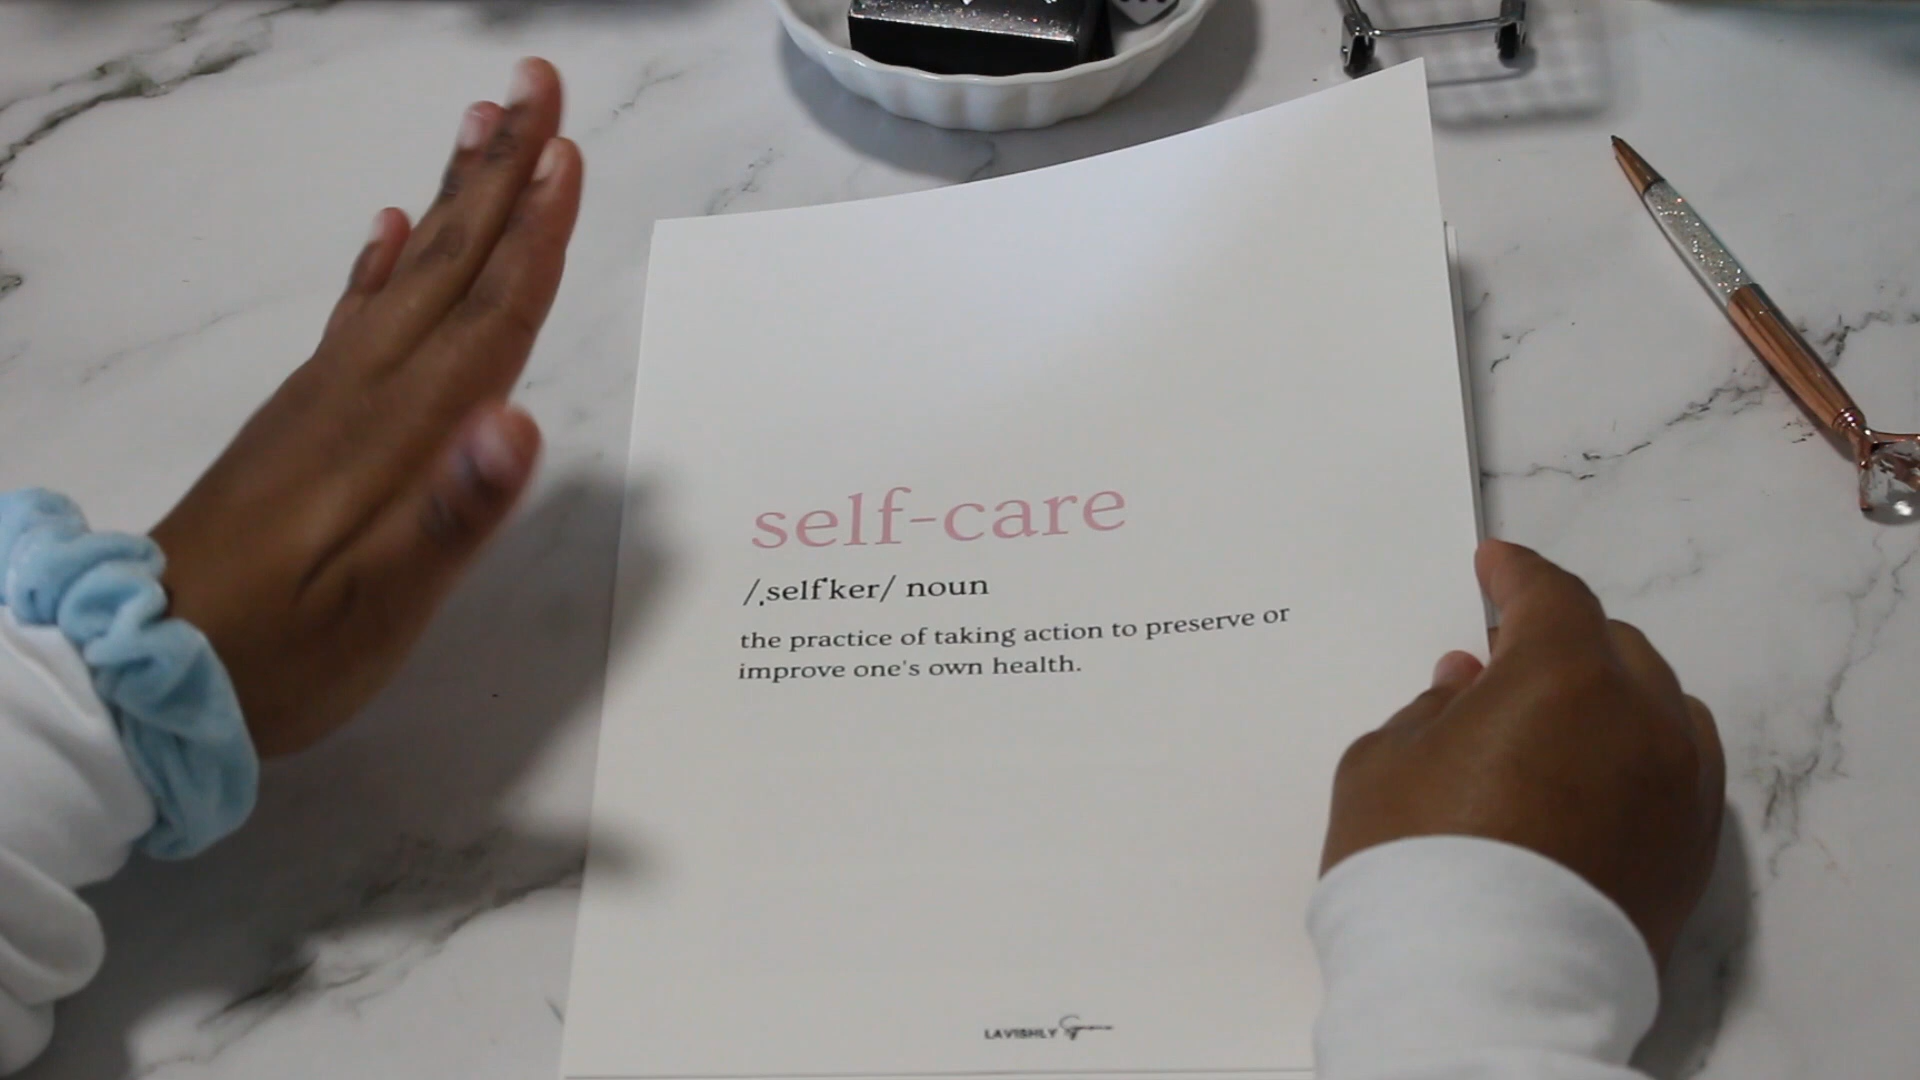 self-care
/ˌselfˈker/ noun
the practice of taking action to preserve or
improve one's own health.
LAVISHLY